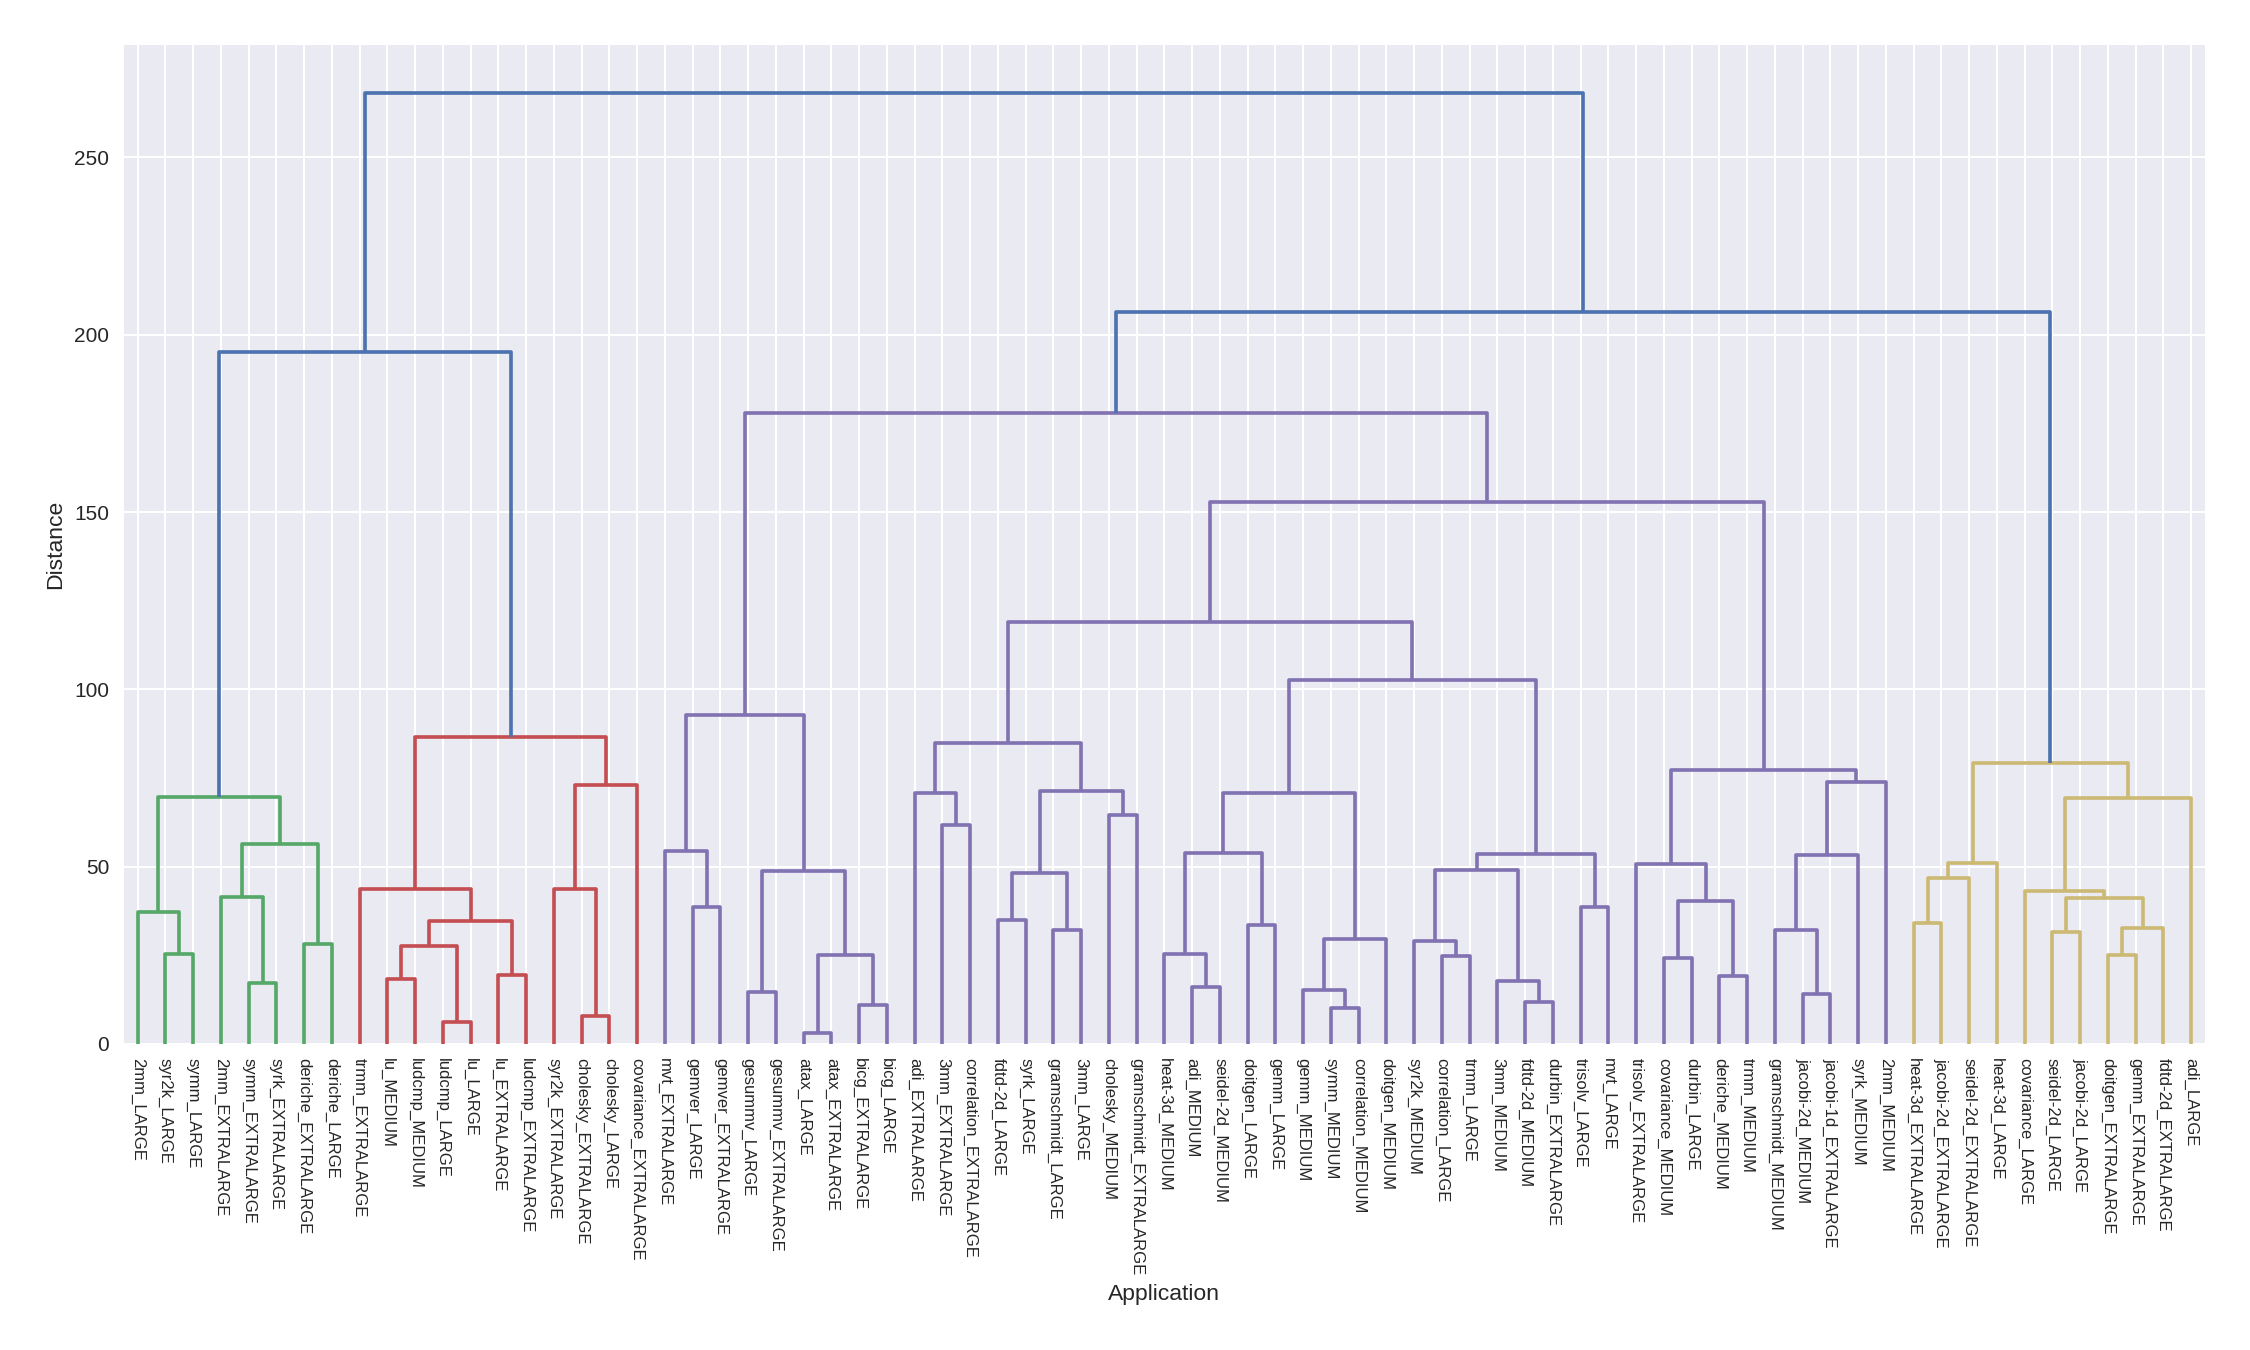 250
200
150
100
50
0
Distance
2mm_LARGE
syr2k_LARGE
symm_LARGE
2mm_EXTRALARGE
symm_EXTRALARGE
syrk_EXTRALARGE
deriche_EXTRALARGE
deriche_LARGE
trmm_EXTRALARGE
lu_MEDIUM
ludcmp_MEDIUM
ludcmp_LARGE
lu_LARGE
lu_EXTRALARGE
ludcmp_EXTRALARGE
syr2k_EXTRALARGE
cholesky_EXTRALARGE
cholesky_LARGE
covariance_EXTRALARGE
mvt_EXTRALARGE
gemver_LARGE
gemver_EXTRALARGE
gesummv_LARGE
gesummv_EXTRALARGE
atax_LARGE
atax_EXTRALARGE
bicg_EXTRALARGE
bicg_LARGE
adi_EXTRALARGE
3mm_EXTRALARGE
correlation_EXTRALARGE
fdtd-2d_LARGE
syrk_LARGE
gramschmidt_LARGE
3mm_LARGE
cholesky_MEDIUM
gramschmidt_EXTRALARGE
heat-3d_MEDIUM
adi_MEDIUM
seidel-2d_MEDIUM
doitgen_LARGE
gemm_LARGE
gemm_MEDIUM
symm_MEDIUM
correlation_MEDIUM
doitgen_MEDIUM
syr2k_MEDIUM
correlation_LARGE
trmm_LARGE
3mm_MEDIUM
fdtd-2d_MEDIUM
durbin_EXTRALARGE
trisolv_LARGE
mvt_LARGE
trisolv_EXTRALARGE
covariance_MEDIUM
durbin_LARGE
deriche_MEDIUM
trmm_MEDIUM
gramschmidt_MEDIUM
jacobi-2d_MEDIUM
jacobi-1d_EXTRALARGE
syrk_MEDIUM
2mm_MEDIUM
heat-3d_EXTRALARGE
jacobi-2d_EXTRALARGE
seidel-2d_EXTRALARGE
heat-3d_LARGE
covariance_LARGE
seidel-2d_LARGE
jacobi-2d_LARGE
doitgen_EXTRALARGE
gemm_EXTRALARGE
fdtd-2d_EXTRALARGE
adi_LARGE
Application